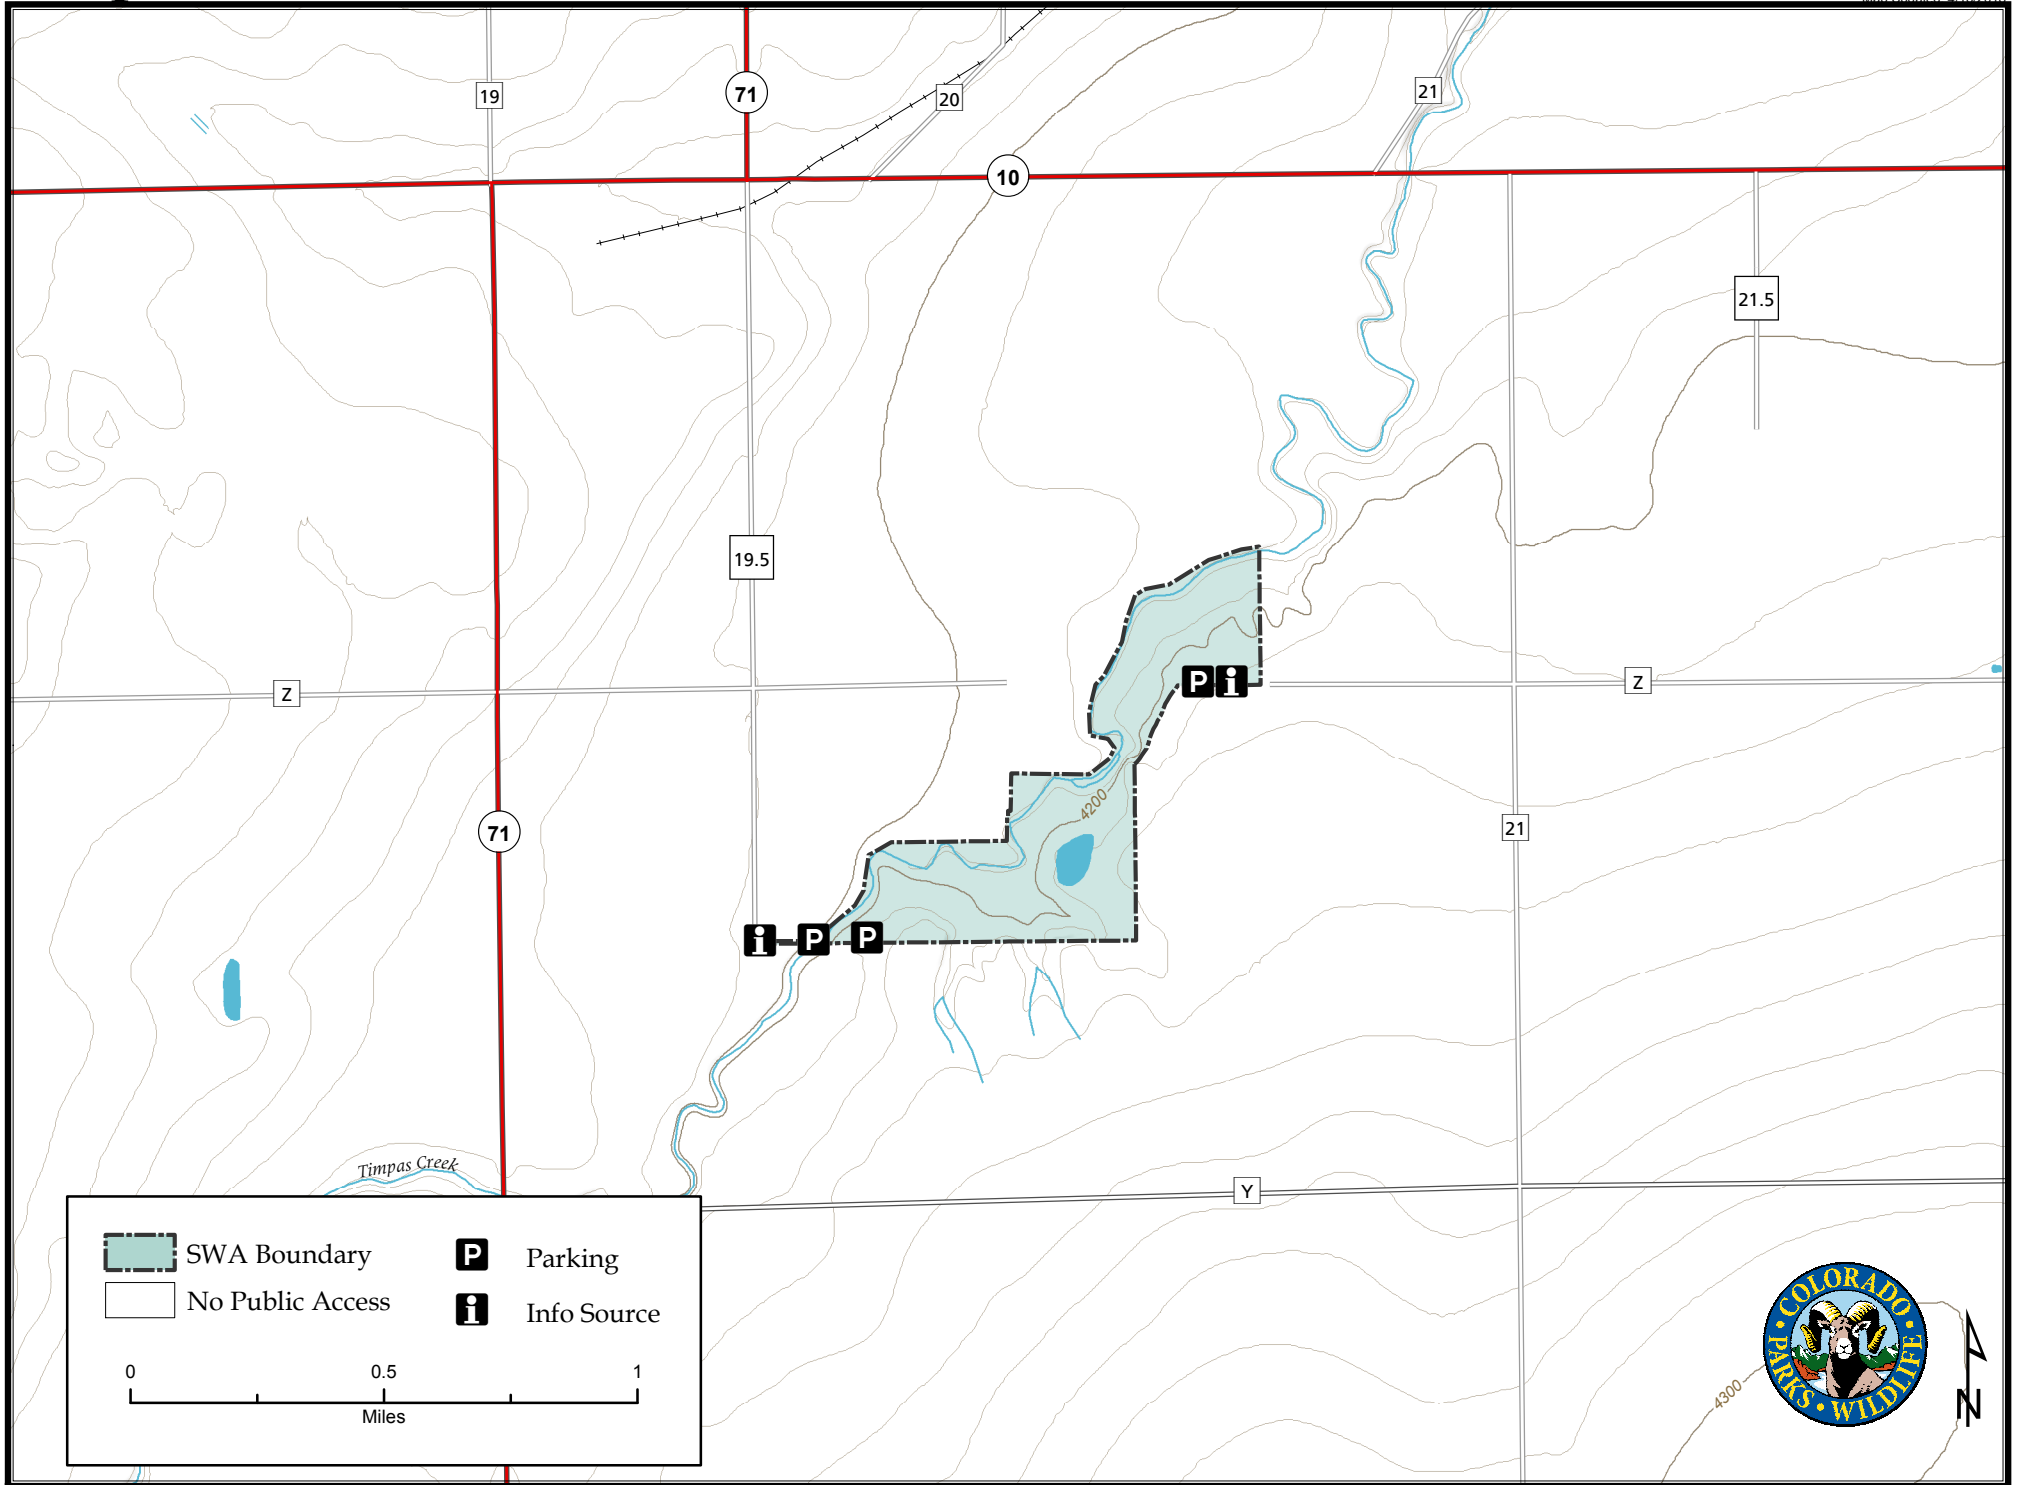 19
71
20
21
10
21.5
19.5
Z
P i
Z
4200
71
21
i P P
Timpas Creek
Y
SWA Boundary
P Parking
No Public Access
i Info Source
0 0.5 1
Miles
COLORADO
PARKS • WILDLIFE
4300
N